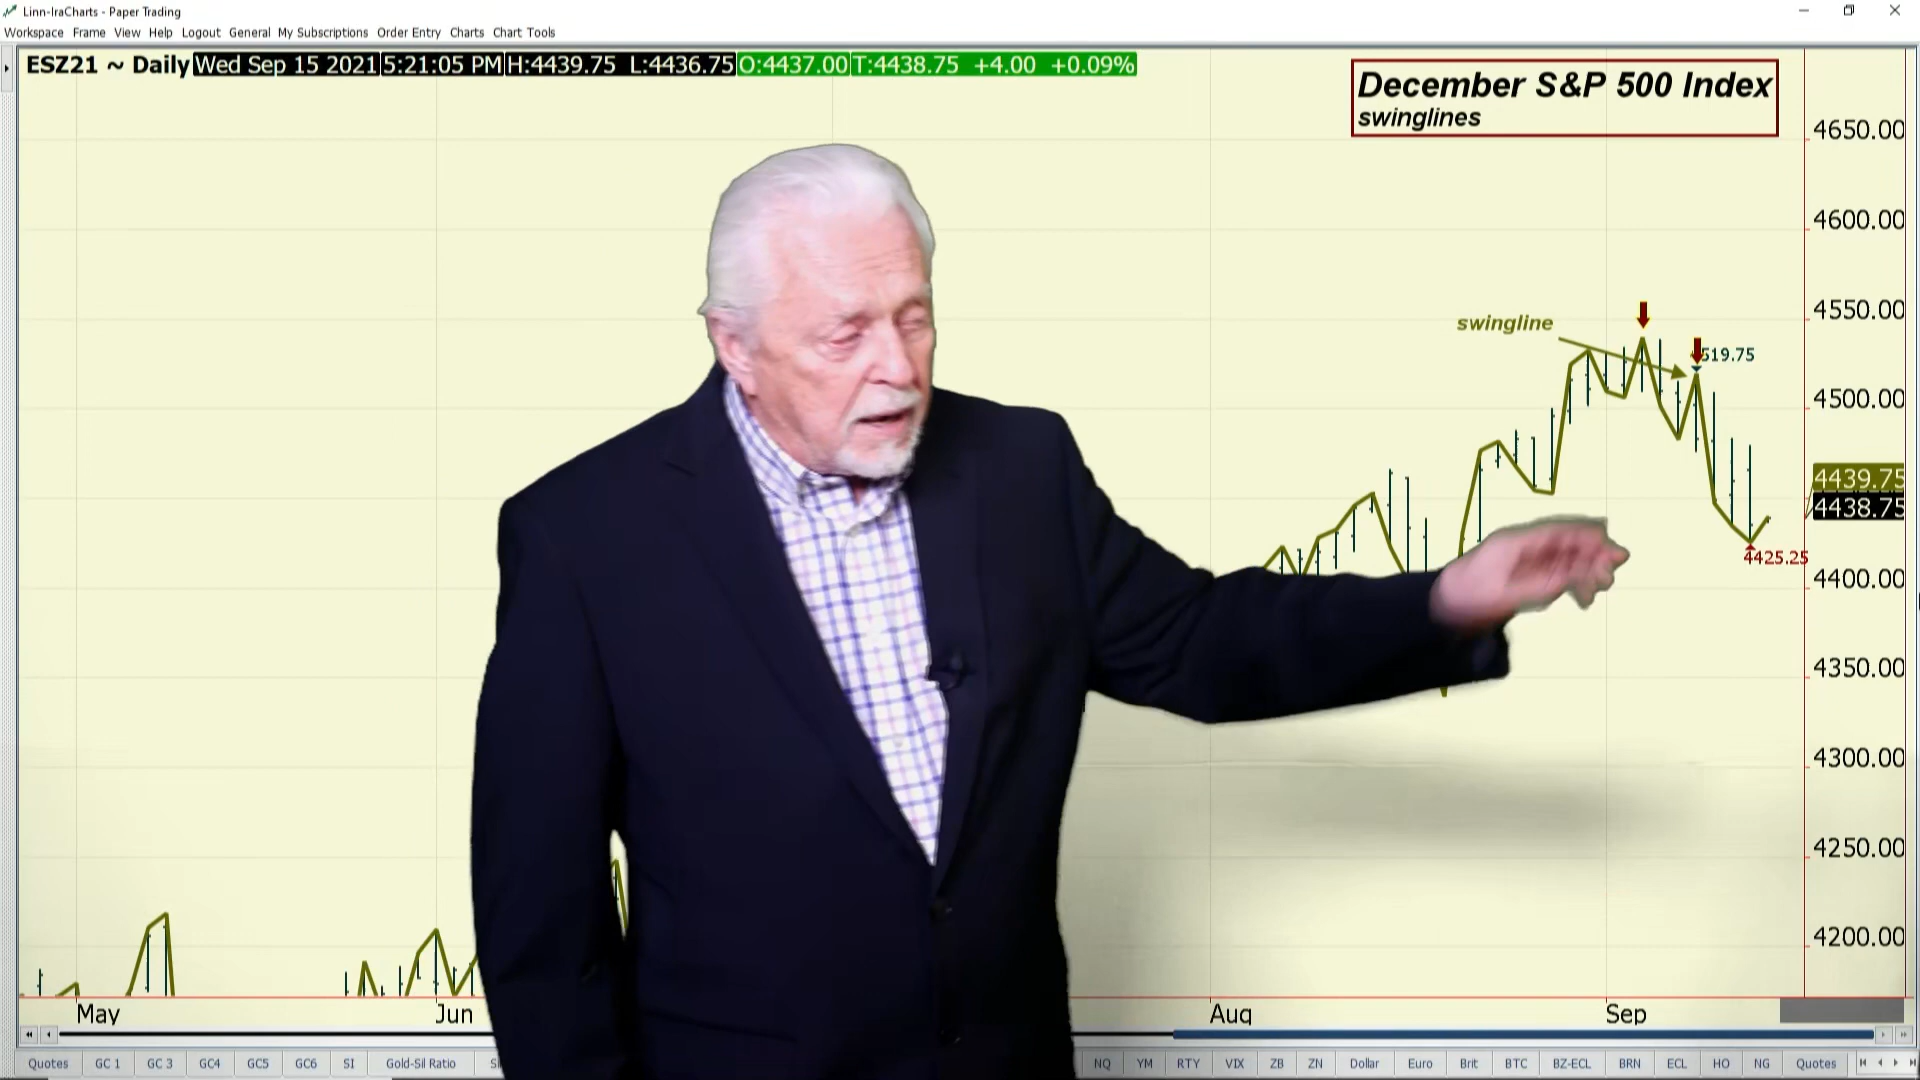 Linn-IraCharts - Paper Trading
Workspace Frame View Help Logout General My Subscriptions Order Entry Charts Chart Tools
ESZ21 ~ Daily Wed Sep 15 2021 5:21:05 PM H:4439.75 L:4436.75 O:4437.00 T:4438.75 +4.00 +0.09%
December S&P 500 Index
swinglines
4650.00
4600.00
4550.00
swingline
4519.75
4500.00
4439.75
4438.75
4425.25
4400.00
4350.00
4300.00
4250.00
4200.00
May Jun Aug Sep
Quotes GC 1 GC 3 GC4 GC5 GC6 SI Gold-Sil Ratio NQ YM RTY VIX ZB ZN Dollar Euro Brit BTC BZ-ECL BRN ECL HO NG Quotes